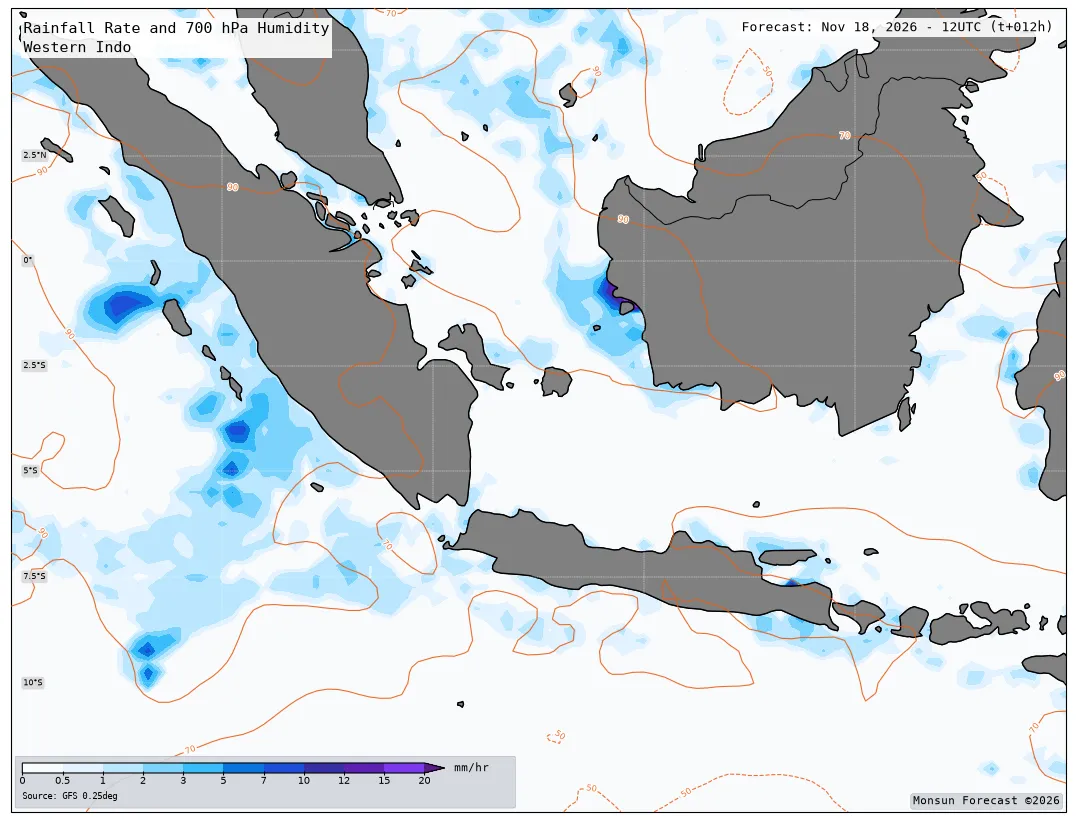 Rainfall Rate and 700 hPa Humidity
Western Indo
Forecast: Nov 18, 2026 - 12UTC (t+012h)
70
90
50
70
2.5°N
90
90
50
90
0°
90
2.5°S
90
5°S
90
70
7.5°S
10°S
50
70
70
50
50
0 0.5 1 2 3 5 7 10 12 15 20
mm/hr
Source: GFS 0.25deg
Monsun Forecast ©2026